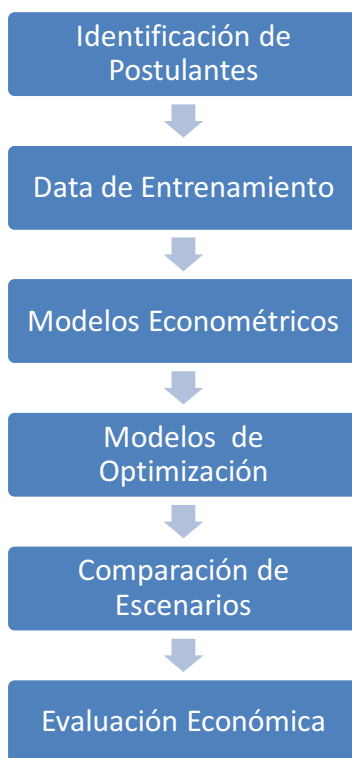 Identificación de
Postulantes
Data de Entrenamiento
Modelos Econométricos
Modelos de
Optimización
Comparación de
Escenarios
Evaluación Económica